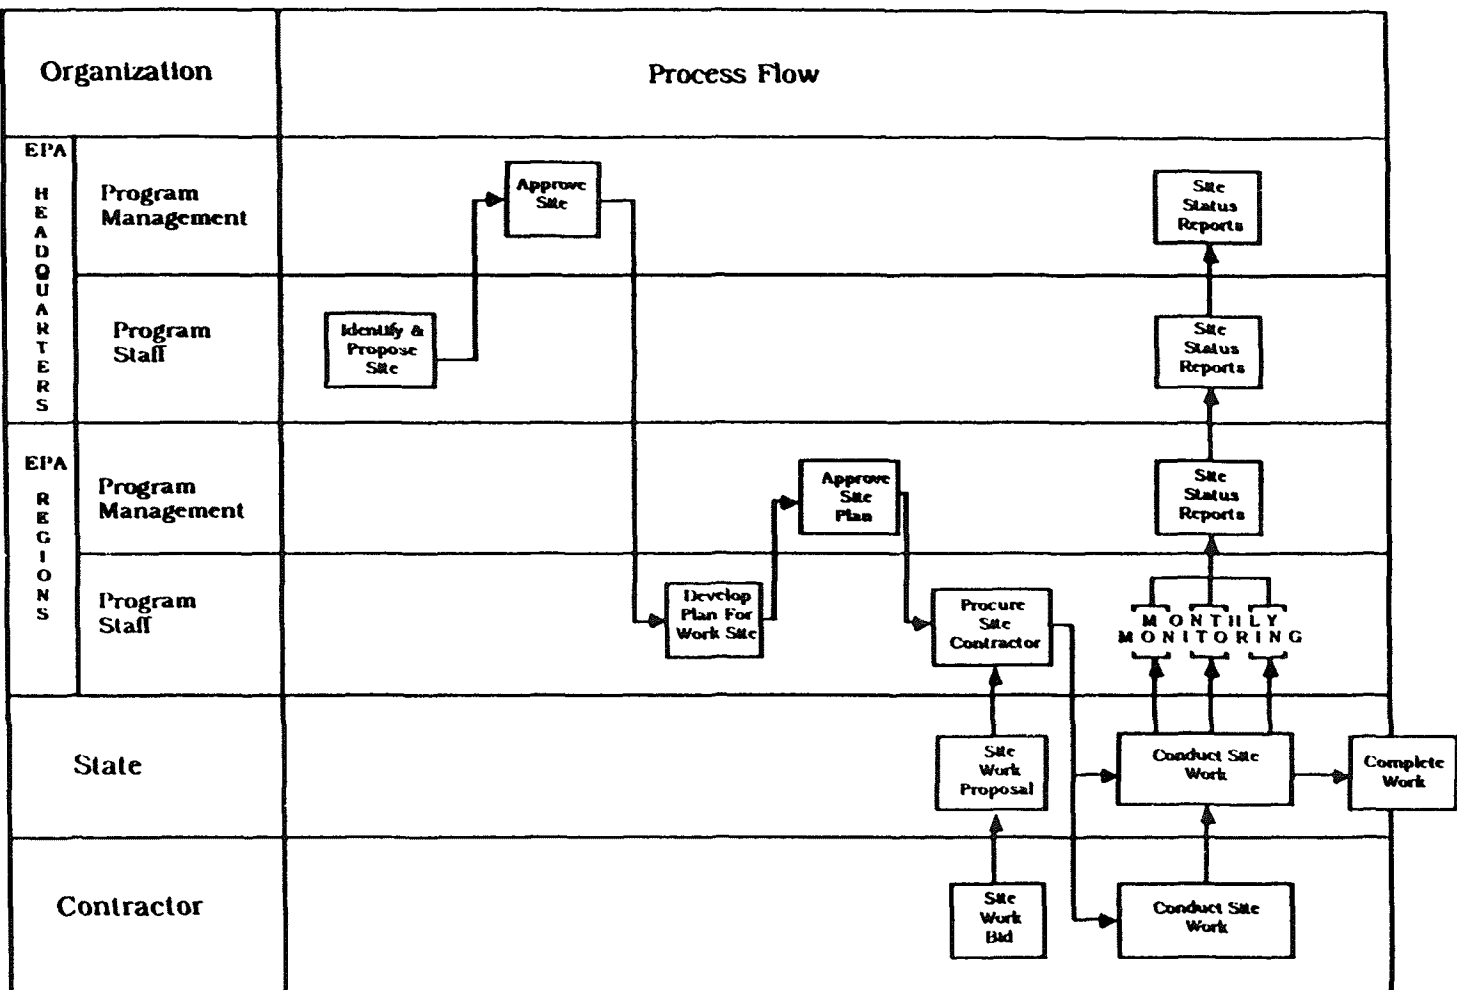 Organization
Process Flow
EPA
HEADQUARTERS
Program
Management
Approve
Site
Site
Status
Reports
Program
Staff
Identify &
Propose
Site
Site
Status
Reports
EPA
REGIONS
Program
Management
Approve
Site
Plan
Site
Status
Reports
Program
Staff
Develop
Plan For
Work Site
Procure
Site
Contractor
MONTHLY
MONITORING
State
Site
Work
Proposal
Conduct Site
Work
Complete
Work
Contractor
Site
Work
Bid
Conduct Site
Work